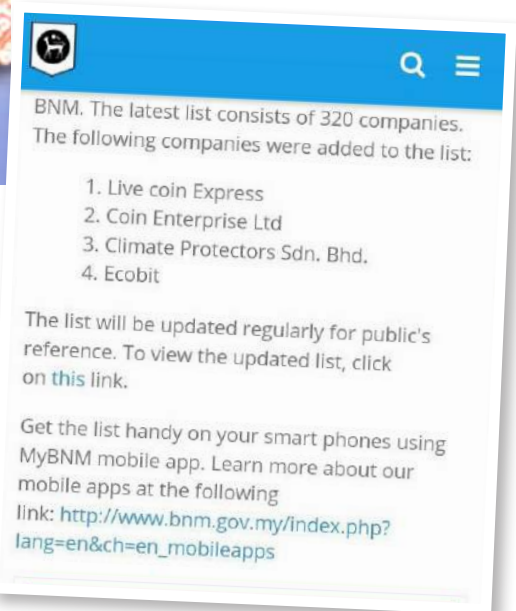 BNM. The latest list consists of 320 companies.
The following companies were added to the list:
1. Live coin Express
2. Coin Enterprise Ltd
3. Climate Protectors Sdn. Bhd.
4. Ecobit
The list will be updated regularly for public's
reference. To view the updated list, click
on this link.
Get the list handy on your smart phones using
MyBNM mobile app. Learn more about our
mobile apps at the following
link: http://www.bnm.gov.my/index.php?
lang=en&ch=en_mobileapps